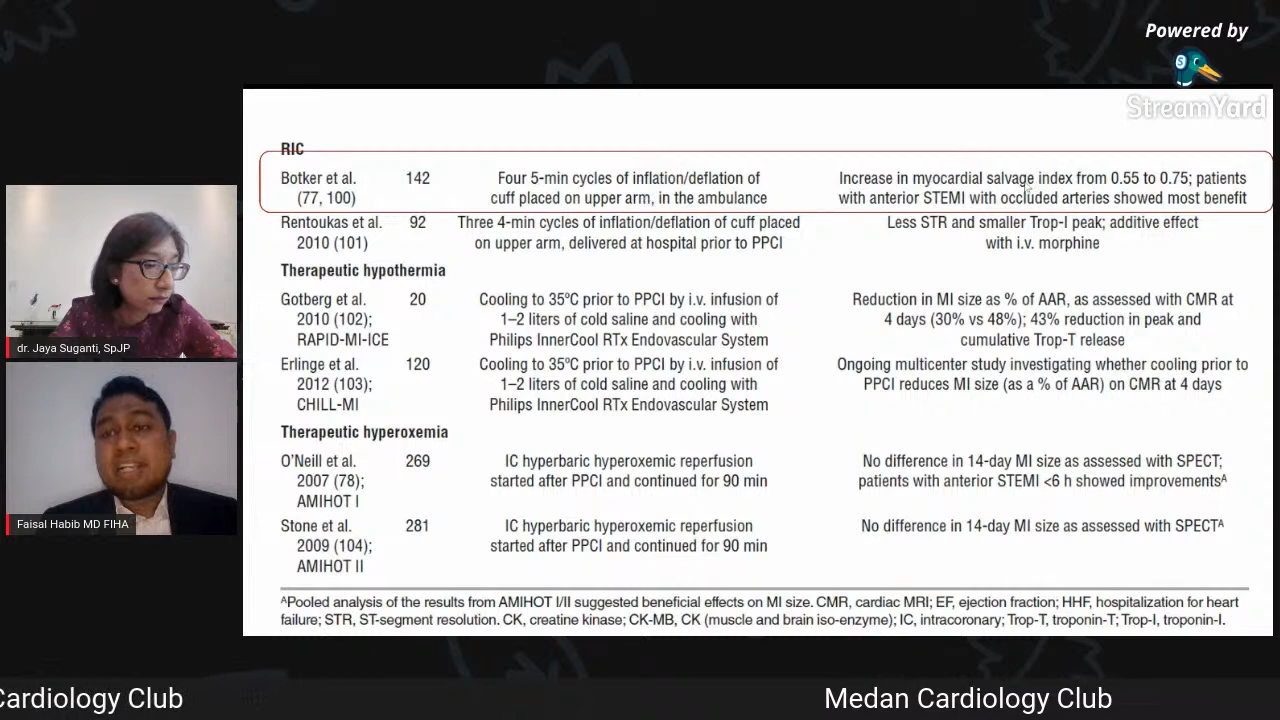 Powered by
StreamYard
RIC
Botker et al. 142 Four 5-min cycles of inflation/deflation of Increase in myocardial salvage index from 0.55 to 0.75; patients
(77, 100) cuff placed on upper arm, in the ambulance with anterior STEMI with occluded arteries showed most benefit
Rentoukas et al. 92 Three 4-min cycles of inflation/deflation of cuff placed Less STR and smaller Trop-I peak; additive effect
2010 (101) on upper arm, delivered at hospital prior to PPCI with i.v. morphine
Therapeutic hypothermia
Gotberg et al. 20 Cooling to 35ºC prior to PPCI by i.v. infusion of Reduction in MI size as % of AAR, as assessed with CMR at
2010 (102); 1–2 liters of cold saline and cooling with 4 days (30% vs 48%); 43% reduction in peak and
RAPID-MI-ICE Philips InnerCool RTx Endovascular System cumulative Trop-T release
Erlinge et al. 120 Cooling to 35ºC prior to PPCI by i.v. infusion of Ongoing multicenter study investigating whether cooling prior to
2012 (103); 1–2 liters of cold saline and cooling with PPCI reduces MI size (as a % of AAR) on CMR at 4 days
CHILL-MI Philips InnerCool RTx Endovascular System
Therapeutic hyperoxemia
O'Neill et al. 269 IC hyperbaric hyperoxemic reperfusion No difference in 14-day MI size as assessed with SPECT;
2007 (78); started after PPCI and continued for 90 min patients with anterior STEMI <6 h showed improvementsᴬ
AMIHOT I
Stone et al. 281 IC hyperbaric hyperoxemic reperfusion No difference in 14-day MI size as assessed with SPECTᴬ
2009 (104); started after PPCI and continued for 90 min
AMIHOT II
ᴬPooled analysis of the results from AMIHOT I/II suggested beneficial effects on MI size. CMR, cardiac MRI; EF, ejection fraction; HHF, hospitalization for heart
failure; STR, ST-segment resolution. CK, creatine kinase; CK-MB, CK (muscle and brain iso-enzyme); IC, intracoronary; Trop-T, troponin-T; Trop-I, troponin-I.
dr. Jaya Suganti, SpJP
Faisal Habib MD FIHA
Cardiology Club Medan Cardiology Club